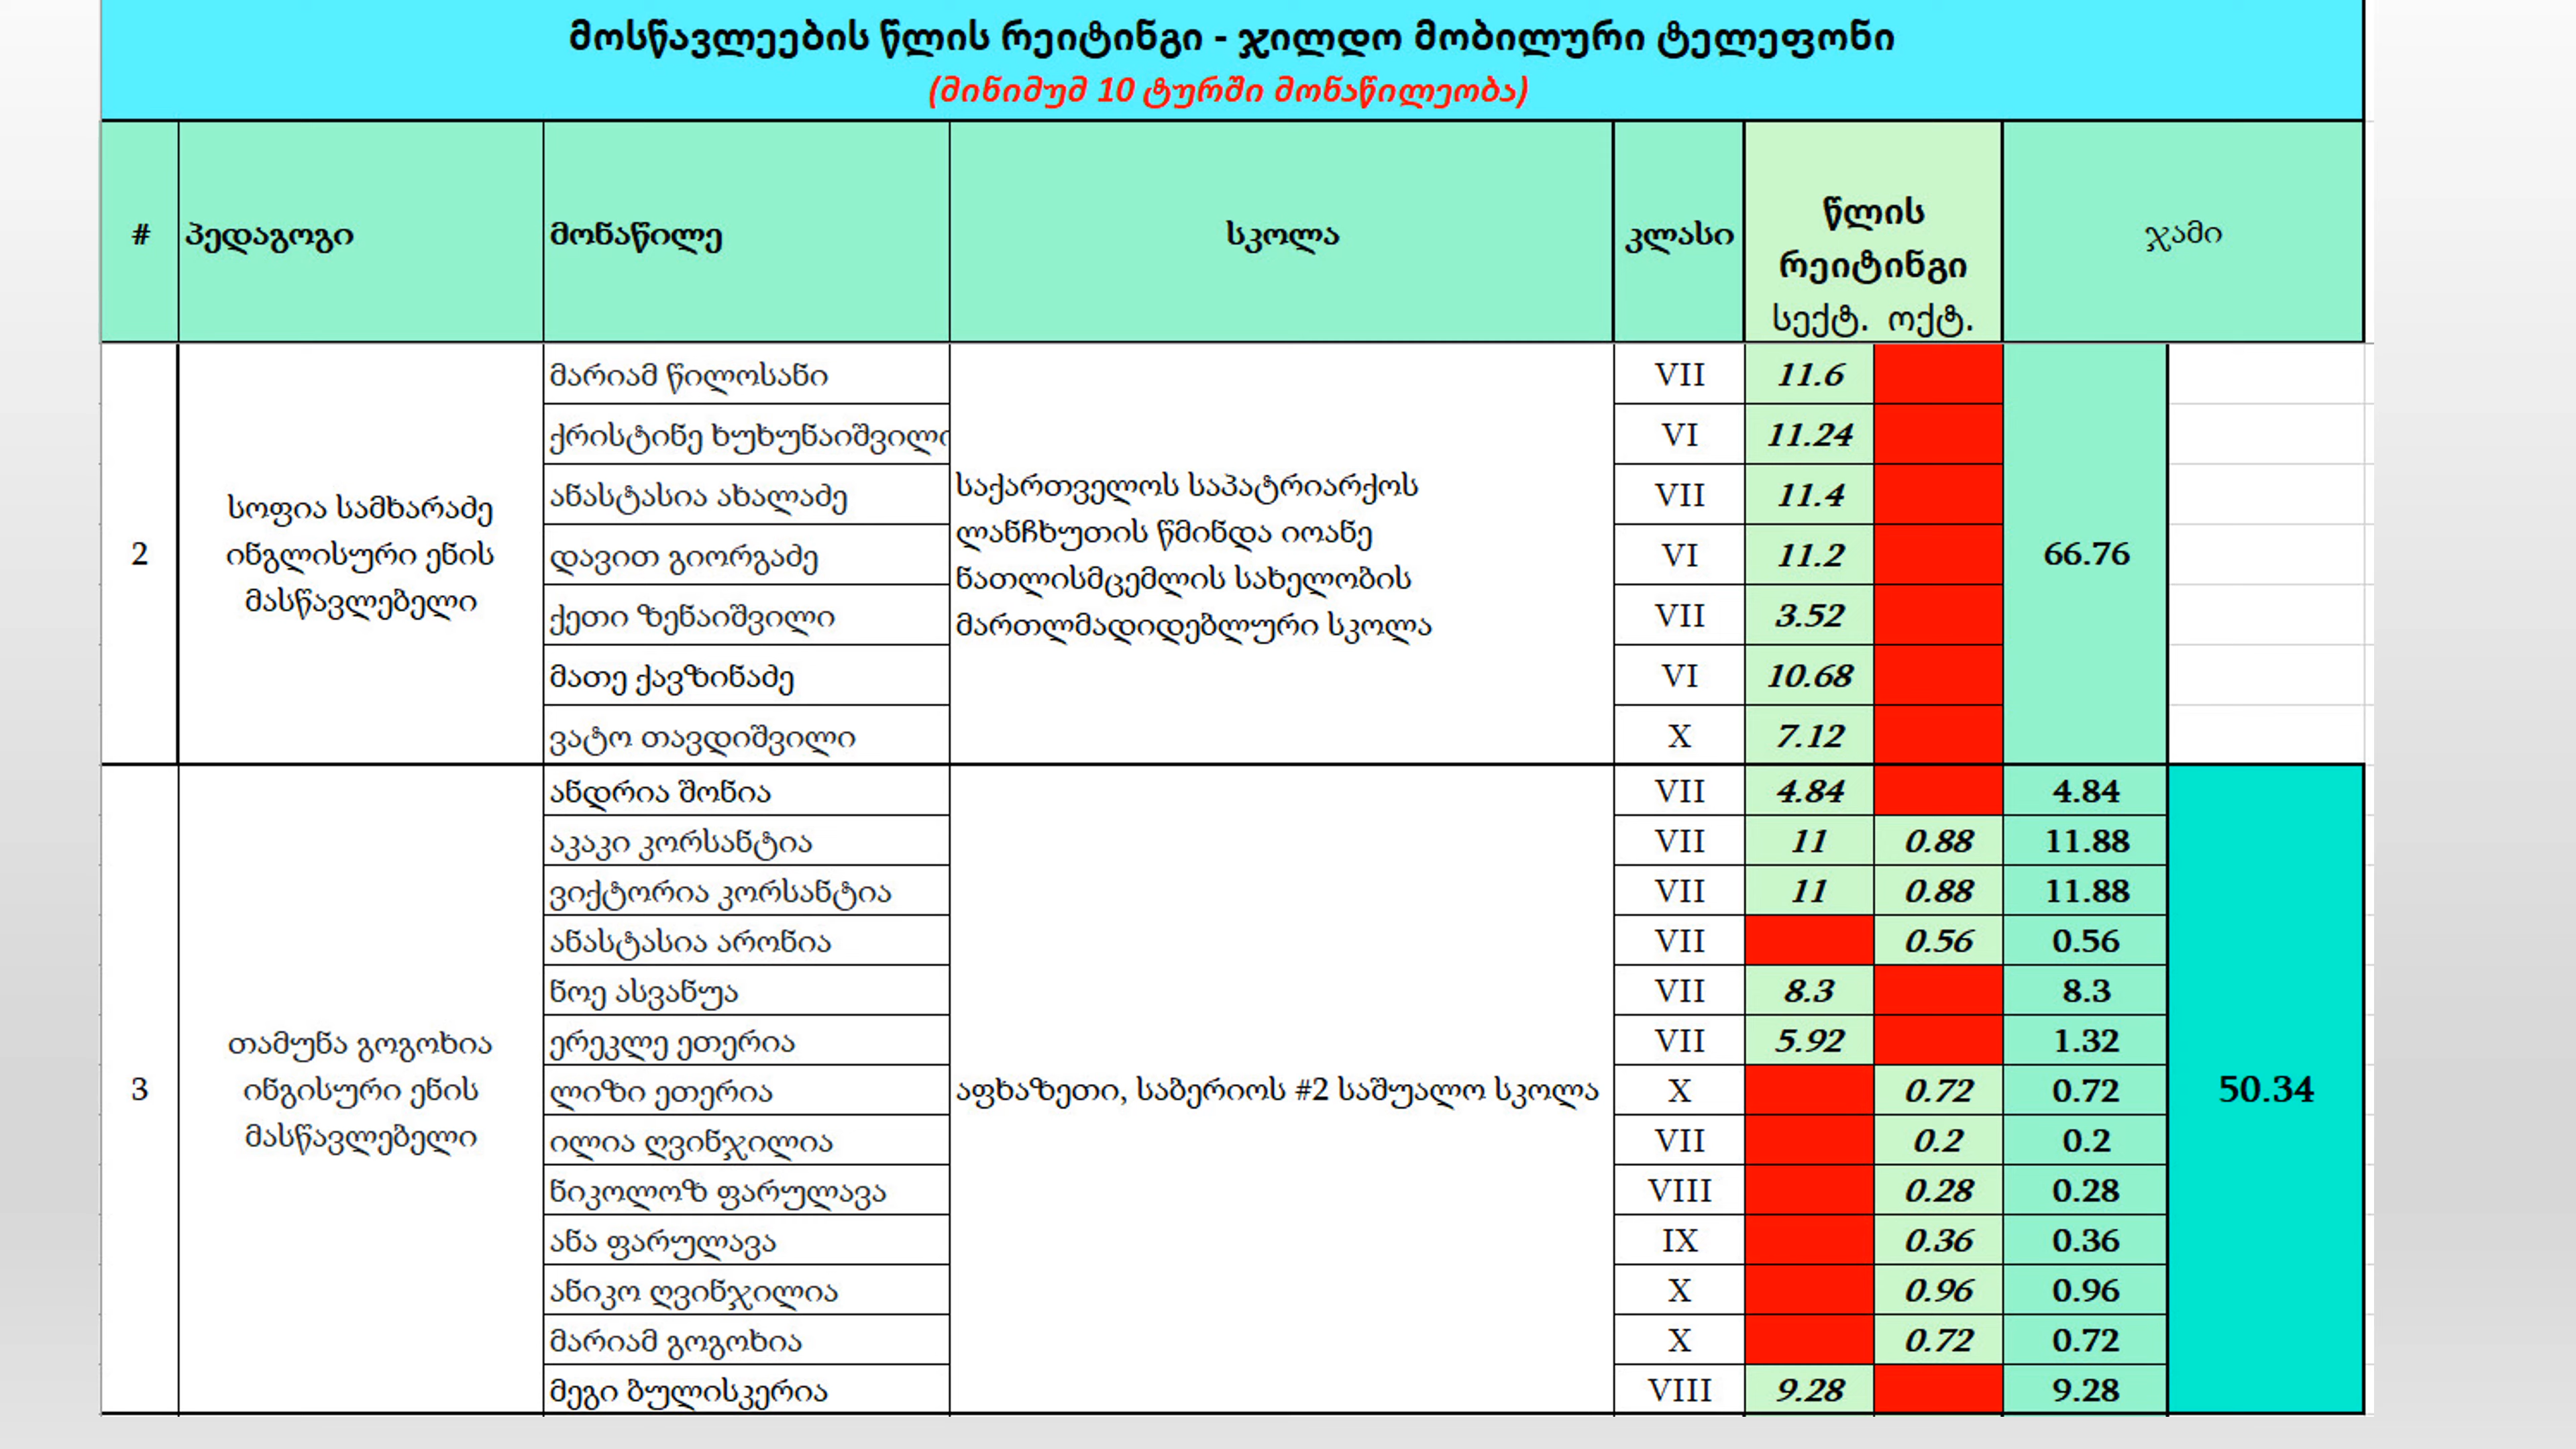 მოსწავლეების წლის რეიტინგი - ჯილდო მობილური ტელეფონი
(მინიმუმ 10 ტურში მონაწილეობა)
# პედაგოგი მონაწილე სკოლა კლასი წლის რეიტინგი სექტ. ოქტ. ჯამი
2
სოფია სამხარაძე
ინგლისური ენის
მასწავლებელი
საქართველოს საპატრიარქოს
ლანჩხუთის წმინდა იოანე
ნათლისმცემლის სახელობის
მართლმადიდებლური სკოლა
მარიამ წილოსანი VII 11.6
ქრისტინე ხუხუნაიშვილი VI 11.24
ანასტასია ახალაძე VII 11.4
დავით გიორგაძე VI 11.2
ქეთი ზენაიშვილი VII 3.52
მათე ქავზინაძე VI 10.68
ვატო თავდიშვილი X 7.12
66.76
3
თამუნა გოგოხია
ინგისური ენის
მასწავლებელი
აფხაზეთი, საბერიოს #2 საშუალო სკოლა
ანდრია შონია VII 4.84 4.84
აკაკი კორსანტია VII 11 0.88 11.88
ვიქტორია კორსანტია VII 11 0.88 11.88
ანასტასია არონია VII 0.56 0.56
ნოე ასვანუა VII 8.3 8.3
ერეკლე ეთერია VII 5.92 1.32
ლიზი ეთერია X 0.72 0.72
ილია ღვინჯილია VII 0.2 0.2
ნიკოლოზ ფარულავა VIII 0.28 0.28
ანა ფარულავა IX 0.36 0.36
ანიკო ღვინჯილია X 0.96 0.96
მარიამ გოგოხია X 0.72 0.72
მეგი ბულისკერია VIII 9.28 9.28
50.34